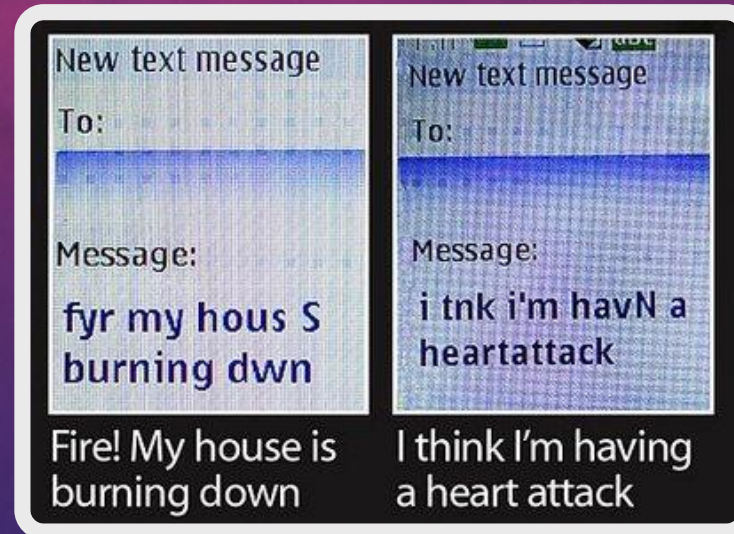 New text message
To:
Message:
fyr my hous S
burning dwn
Fire! My house is
burning down
New text message
To:
Message:
i tnk i'm havN a
heartattack
I think I'm having
a heart attack